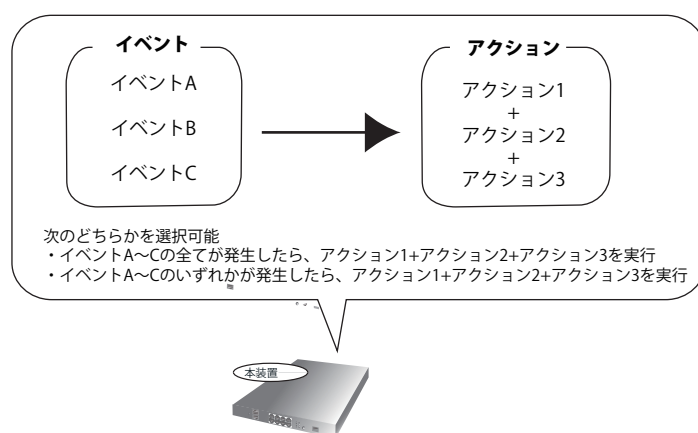 イベント
イベントA
イベントB
イベントC
アクション
アクション1
+
アクション2
+
アクション3
次のどちらかを選択可能
・イベントA〜Cの全てが発生したら、アクション1+アクション2+アクション3を実行
・イベントA〜Cのいずれかが発生したら、アクション1+アクション2+アクション3を実行
本装置